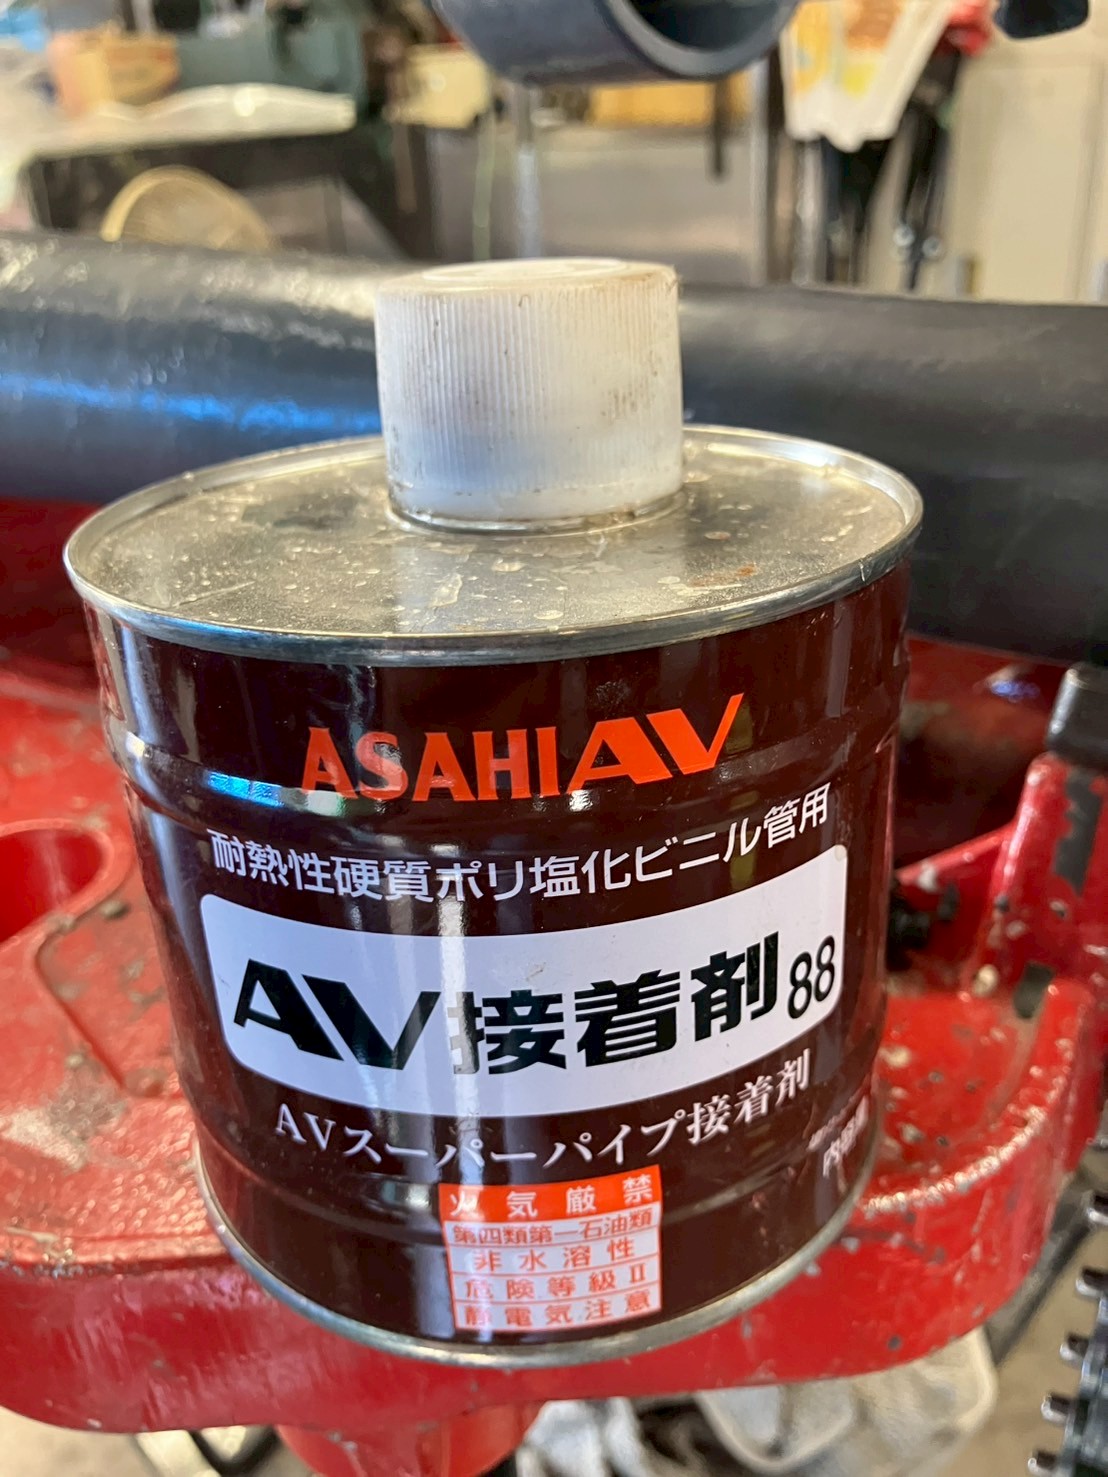 ASAHIAV
耐熱性硬質ポリ塩化ビニル管用
AV接着剤88
AVスーパーパイプ接着剤
火気厳禁
第四類第一石油類
非水溶性
危険等級Ⅱ
静電気注意